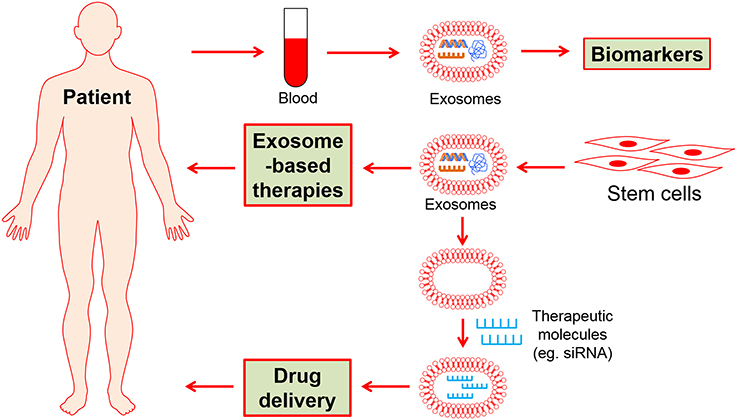 Patient
Blood
Exosomes
Biomarkers
Exosome
-based
therapies
Exosomes
Stem cells
Therapeutic
molecules
(eg. siRNA)
Drug
delivery